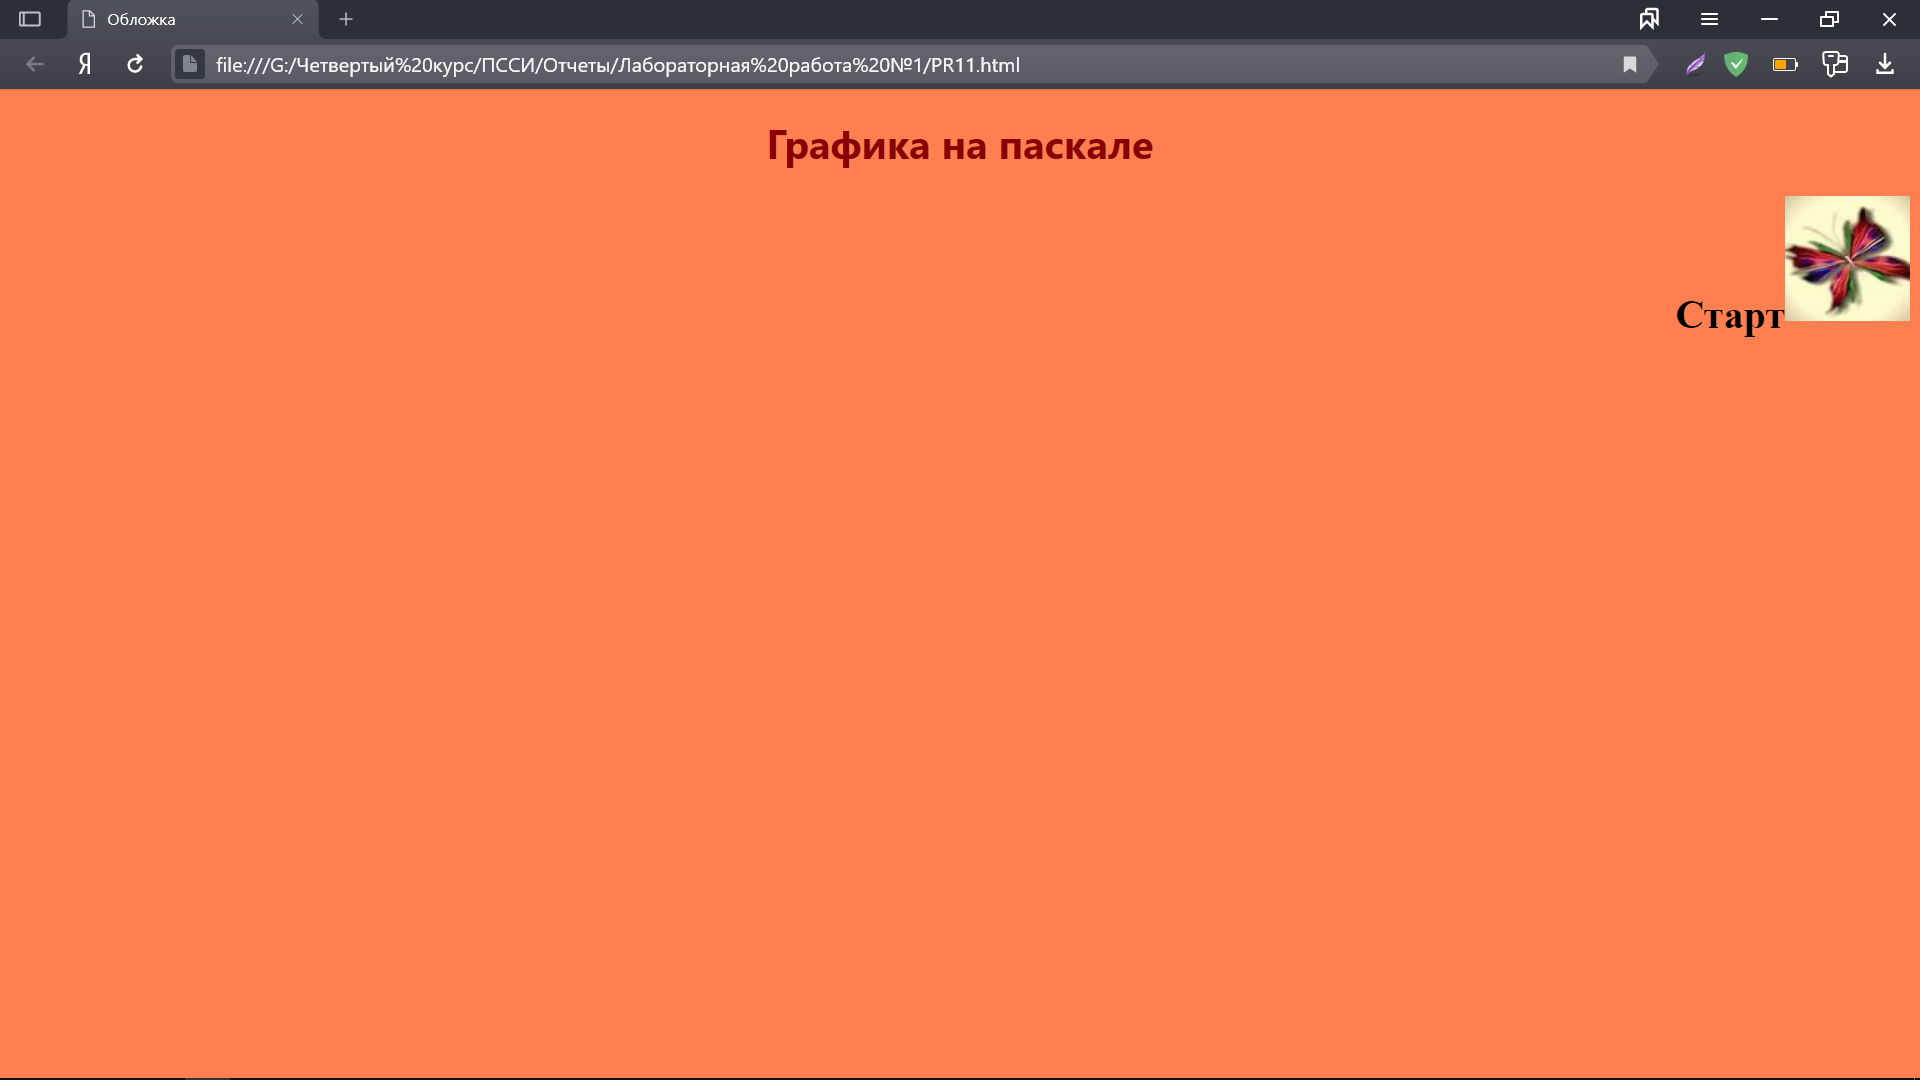 Обложка
file:///G:/Четвертый%20курс/ПССИ/Отчеты/Лабораторная%20работа%20№1/PR11.html
Графика на паскале
Старт